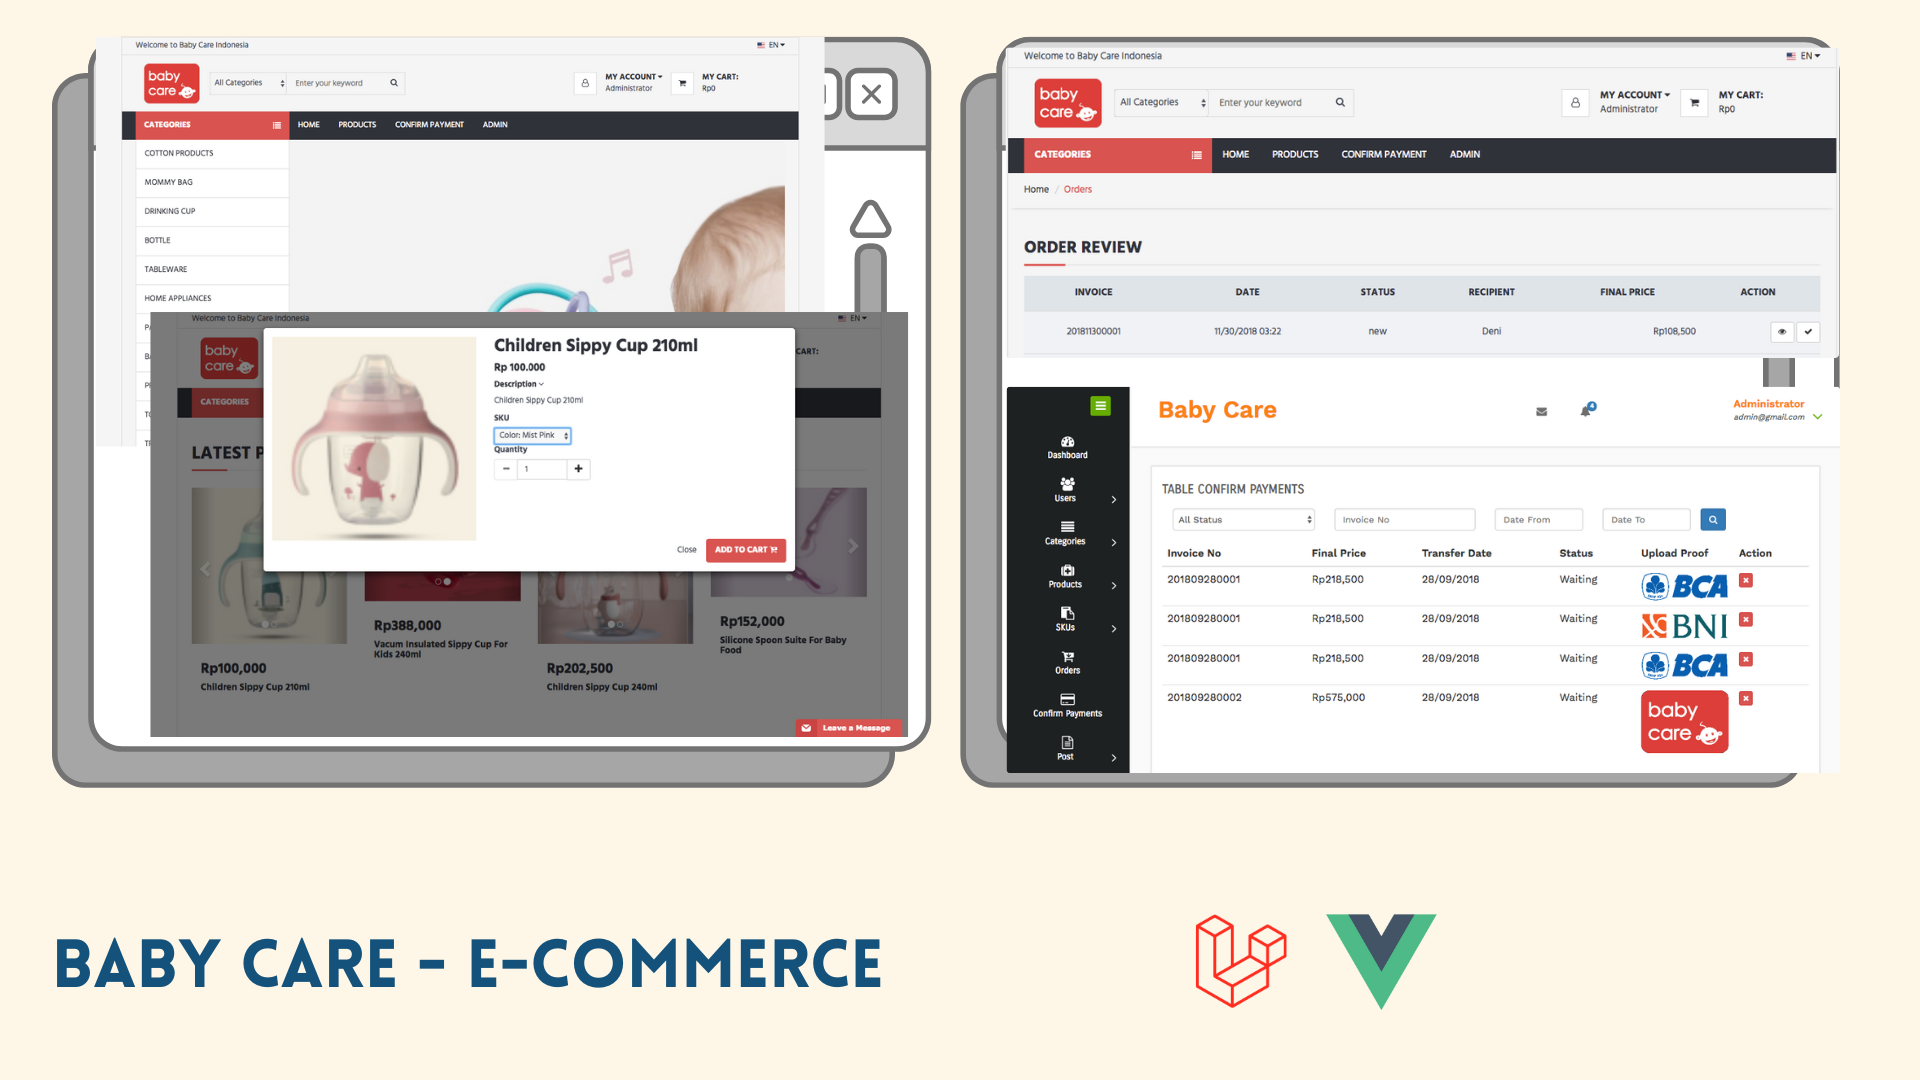 Welcome to Baby Care Indonesia
EN
baby
care
All Categories
Enter your keyword
MY ACCOUNT
Administrator
MY CART:
Rp0
CATEGORIES
HOME
PRODUCTS
CONFIRM PAYMENT
ADMIN
COTTON PRODUCTS
MOMMY BAG
DRINKING CUP
BOTTLE
TABLEWARE
HOME APPLIANCES
Welcome to Baby Care Indonesia
EN
baby
care
CART:
CATEGORIES
LATEST P
Children Sippy Cup 210ml
Rp 100.000
Description
Children Sippy Cup 210ml
SKU
Color: Mist Pink
Quantity
- 1 +
Close
ADD TO CART
Rp100,000
Children Sippy Cup 210ml
Rp388,000
Vacum Insulated Sippy Cup For
Kids 240ml
Rp202,500
Children Sippy Cup 240ml
Rp152,000
Silicone Spoon Suite For Baby
Food
Leave a Message
Welcome to Baby Care Indonesia
EN
baby
care
All Categories
Enter your keyword
MY ACCOUNT
Administrator
MY CART:
Rp0
CATEGORIES
HOME
PRODUCTS
CONFIRM PAYMENT
ADMIN
Home / Orders
ORDER REVIEW
INVOICE DATE STATUS RECIPIENT FINAL PRICE ACTION
201811300001 11/30/2018 03:22 new Deni Rp108,500
Dashboard
Users
Categories
Products
SKUs
Orders
Confirm Payments
Post
Baby Care
4
Administrator
admin@gmail.com
TABLE CONFIRM PAYMENTS
All Status
Invoice No
Date From
Date To
Invoice No Final Price Transfer Date Status Upload Proof Action
201809280001 Rp218,500 28/09/2018 Waiting BCA
201809280001 Rp218,500 28/09/2018 Waiting BNI
201809280001 Rp218,500 28/09/2018 Waiting BCA
201809280002 Rp575,000 28/09/2018 Waiting
baby
care
BABY CARE - E-COMMERCE